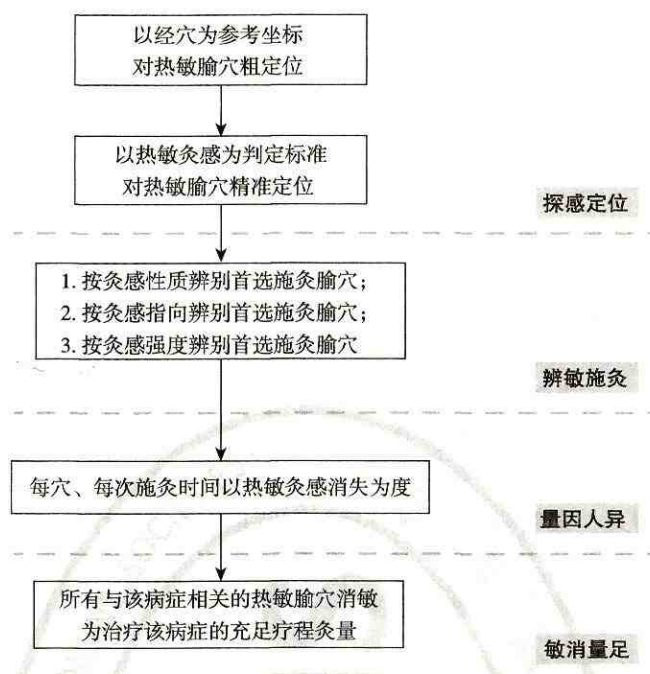 以经穴为参考坐标
对热敏腧穴粗定位
以热敏灸感为判定标准
对热敏腧穴精准定位
探感定位
1. 按灸感性质辨别首选施灸腧穴；
2. 按灸感指向辨别首选施灸腧穴；
3. 按灸感强度辨别首选施灸腧穴
辨敏施灸
每穴、每次施灸时间以热敏灸感消失为度
量因人异
所有与该病症相关的热敏腧穴消敏
为治疗该病症的充足疗程灸量
敏消量足